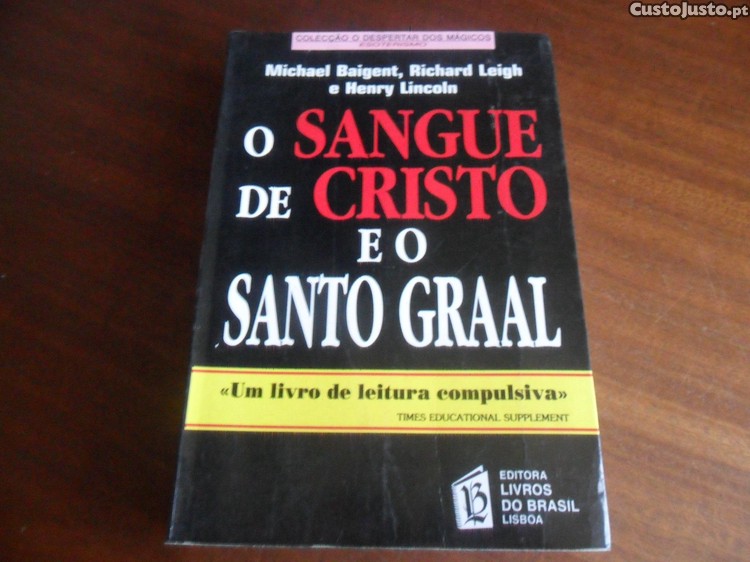 CustoJusto.pt
COLECÇÃO O DESPERTAR DOS MÁGICOS
ESOTERISMO
Michael Baigent, Richard Leigh
e Henry Lincoln
O SANGUE
DE CRISTO
E O
SANTO GRAAL
«Um livro de leitura compulsiva»
TIMES EDUCATIONAL SUPPLEMENT
EDITORA
LIVROS
DO BRASIL
LISBOA